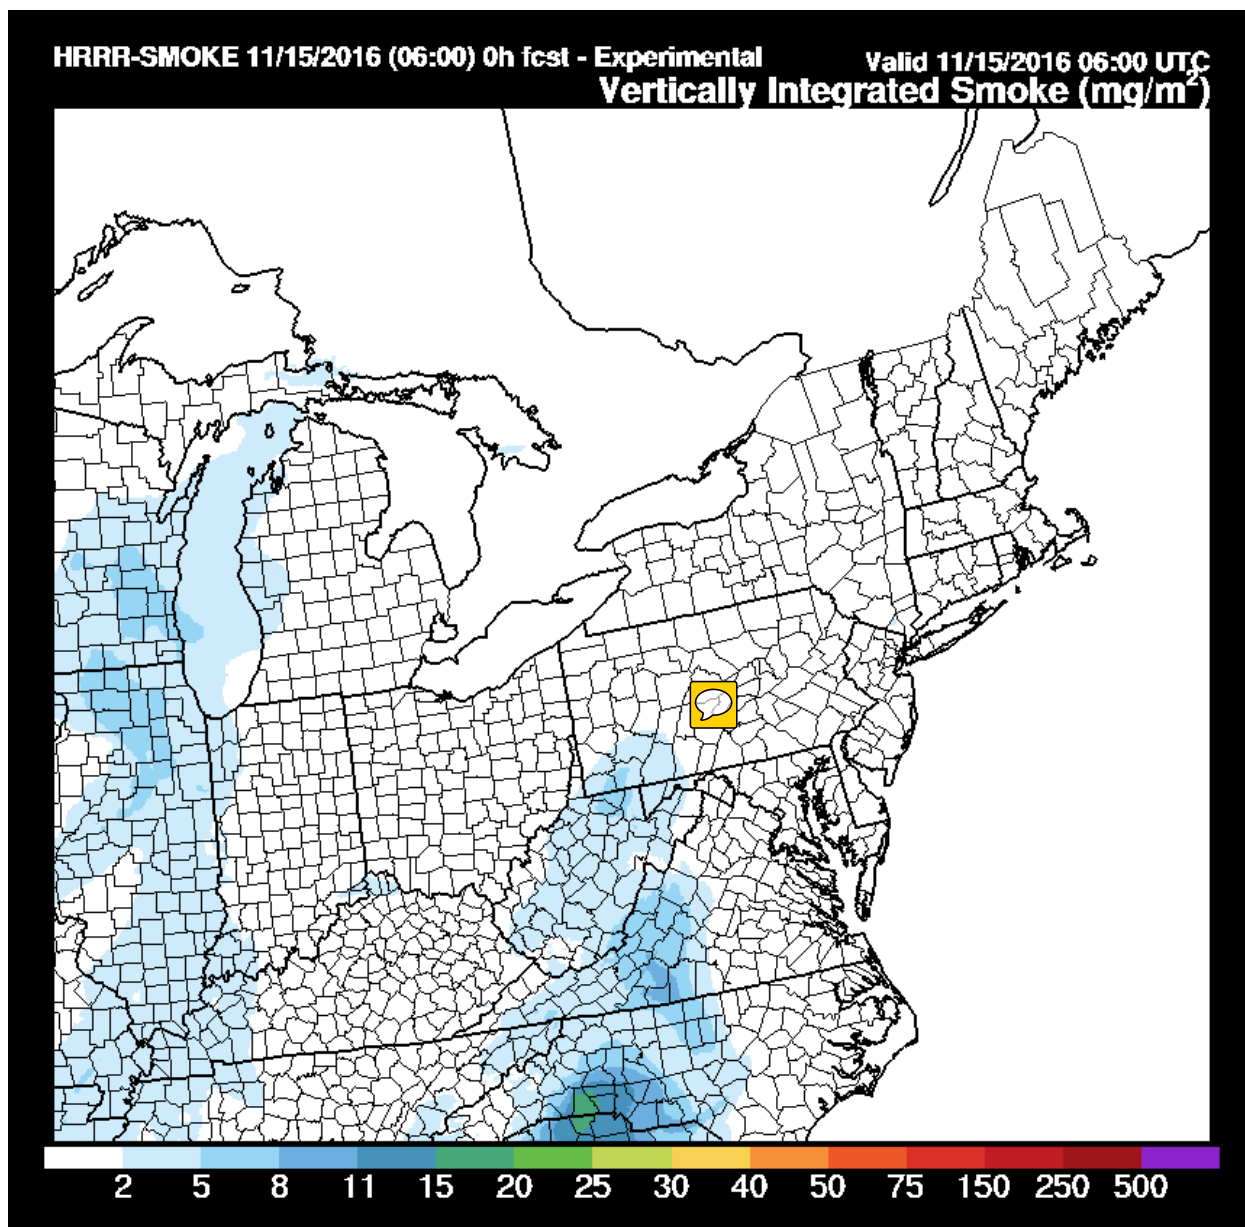 HRRR-SMOKE 11/15/2016 (06:00) 0h fcst - Experimental
Valid 11/15/2016 06:00 UTC
Vertically Integrated Smoke (mg/m²)
2 5 8 11 15 20 25 30 40 50 75 150 250 500